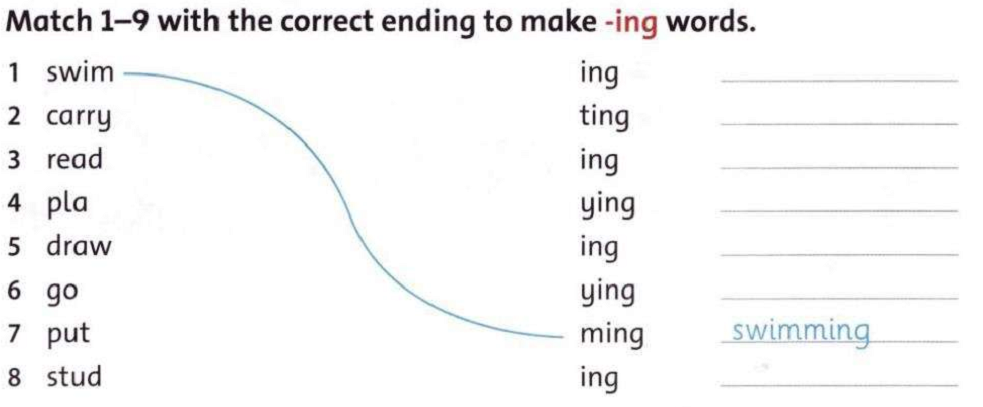 Match 1–9 with the correct ending to make -ing words.
1 swim ing
2 carry ting
3 read ing
4 pla ying
5 draw ing
6 go ying
7 put ming swimming
8 stud ing